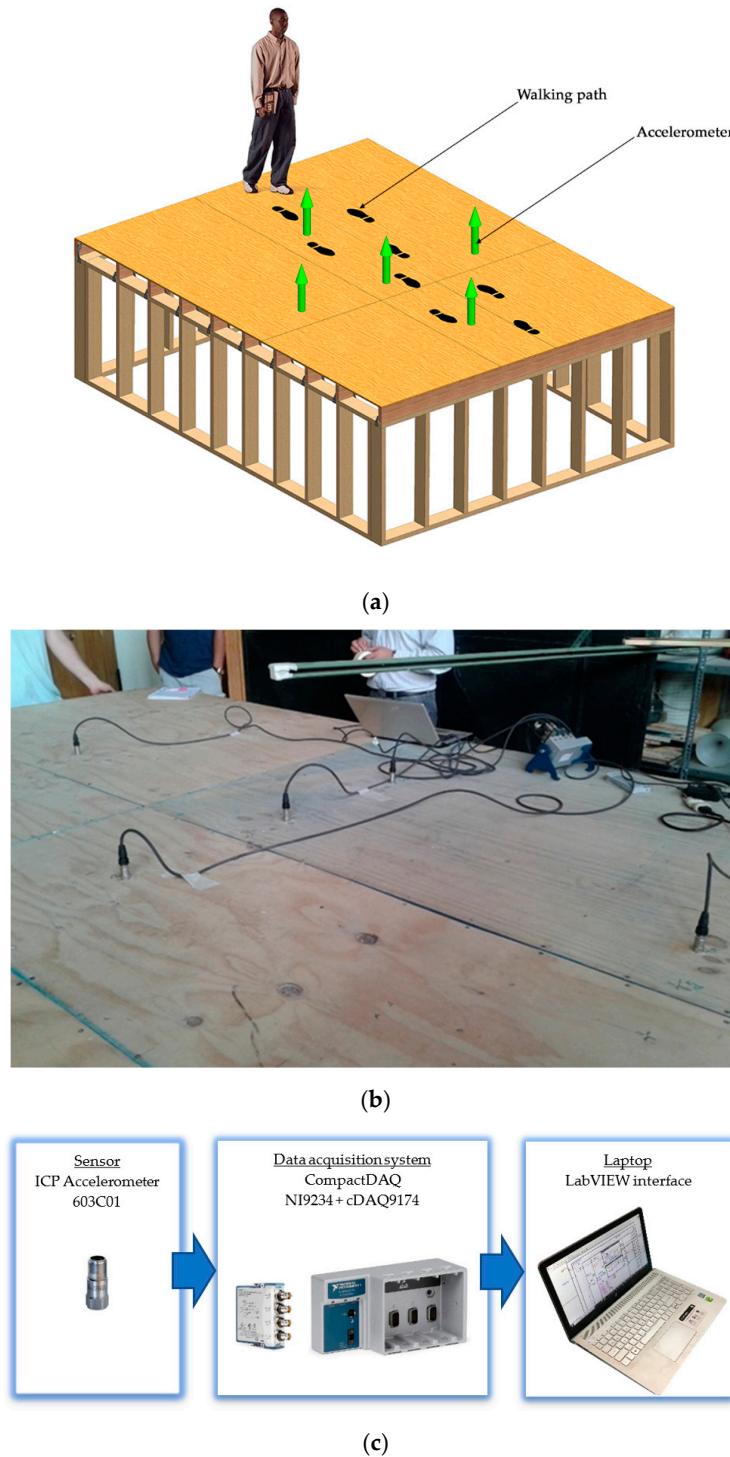 Walking path
Accelerometer
(a)
(b)
Sensor
ICP Accelerometer
603C01
Data acquisition system
CompactDAQ
NI9234 + cDAQ9174
Laptop
LabVIEW interface
(c)